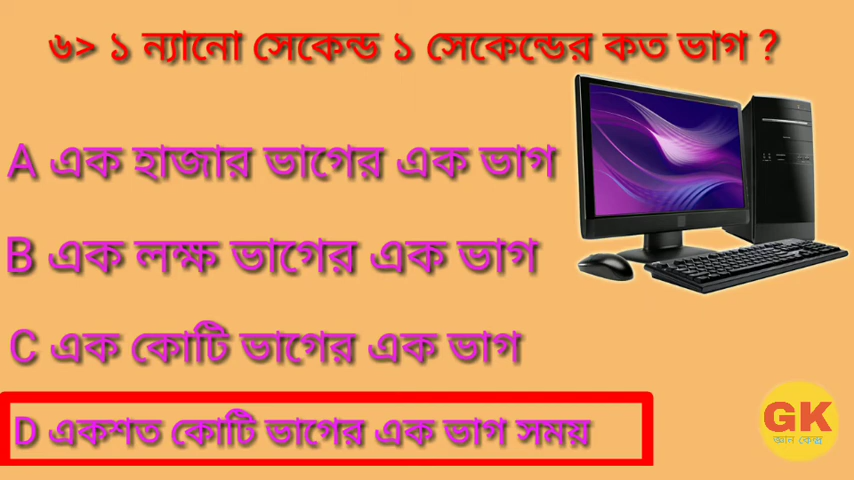 ৬> ১ ন্যানো সেকেন্ড ১ সেকেন্ডের কত ভাগ ?
A এক হাজার ভাগের এক ভাগ
B এক লক্ষ ভাগের এক ভাগ
C এক কোটি ভাগের এক ভাগ
D একশত কোটি ভাগের এক ভাগ সময়
GK
জ্ঞান কেন্দ্র